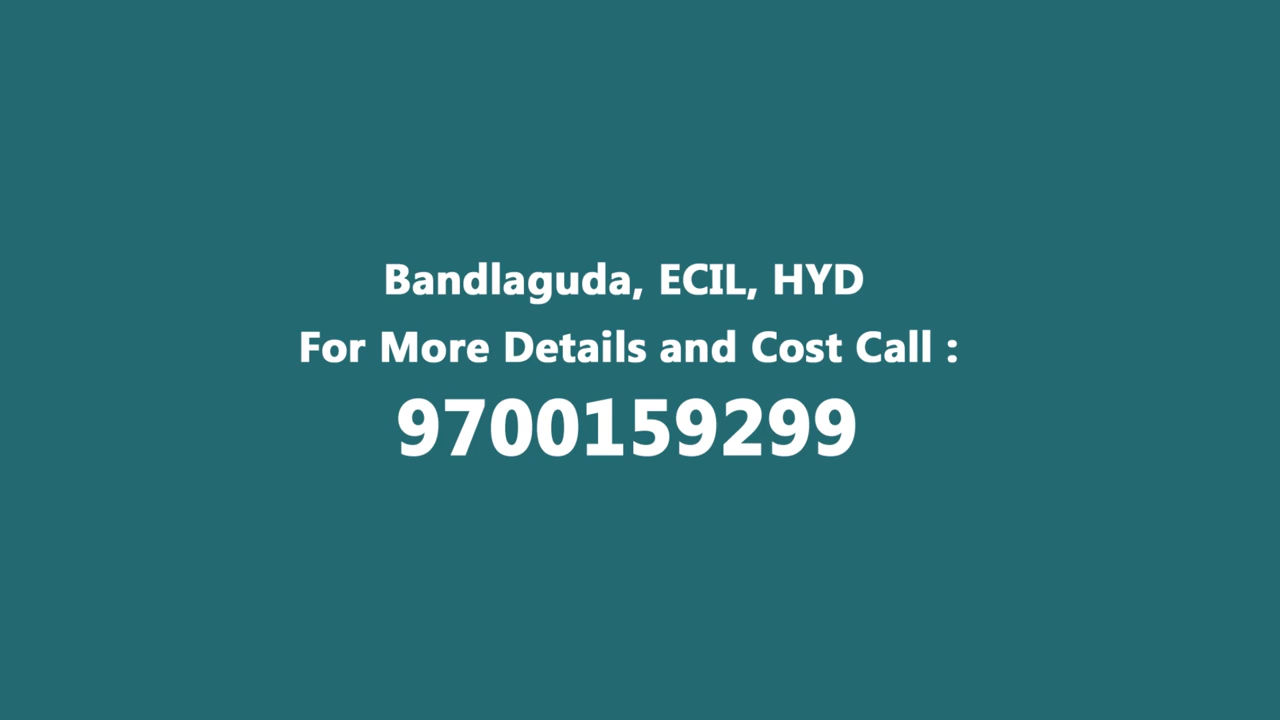 Bandlaguda, ECIL, HYD
For More Details and Cost Call :
9700159299